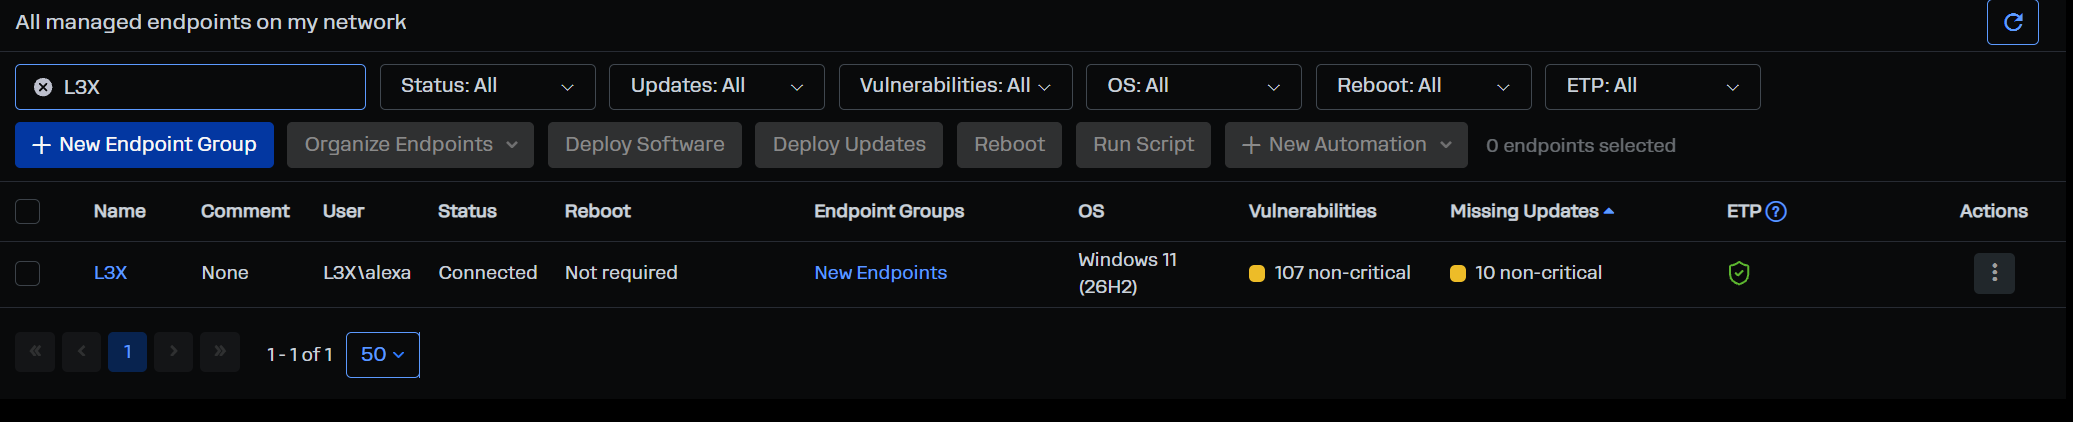 All managed endpoints on my network
L3X
Status: All
Updates: All
Vulnerabilities: All
OS: All
Reboot: All
ETP: All
New Endpoint Group
Organize Endpoints
Deploy Software
Deploy Updates
Reboot
Run Script
New Automation
0 endpoints selected
Name Comment User Status Reboot Endpoint Groups OS Vulnerabilities Missing Updates ETP ? Actions
L3X None L3X\alexa Connected Not required New Endpoints Windows 11 (26H2) 107 non-critical 10 non-critical
« ‹ 1 › » 1 - 1 of 1 50